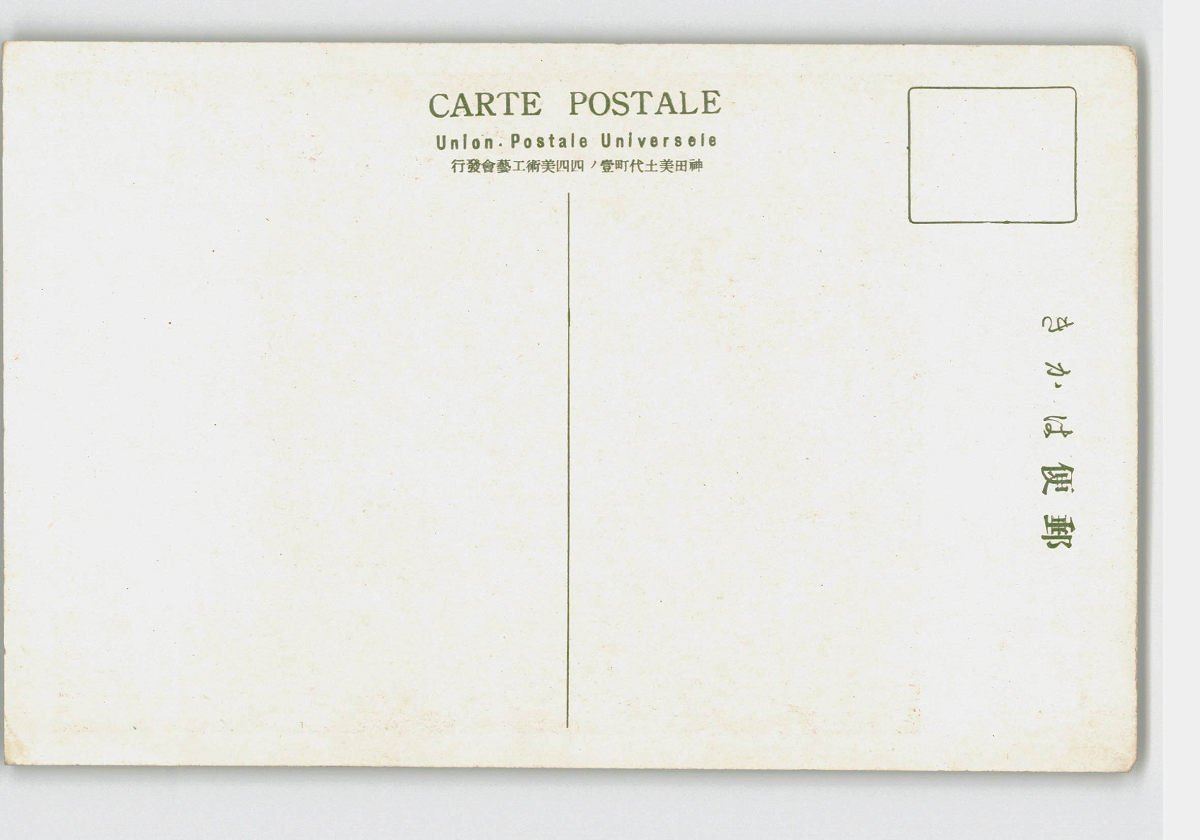 CARTE POSTALE
Union Postale Universele
神田美土代町壹ノ四四美術工藝會發行
郵便はかき